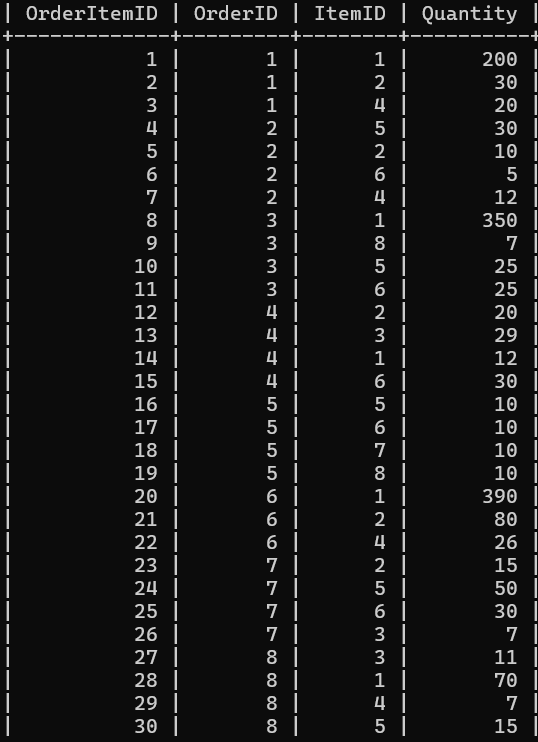 | OrderItemID | OrderID | ItemID | Quantity |
+-------------+---------+--------+----------+
|           1 |       1 |      1 |      200 |
|           2 |       1 |      2 |       30 |
|           3 |       1 |      4 |       20 |
|           4 |       2 |      5 |       30 |
|           5 |       2 |      2 |       10 |
|           6 |       2 |      6 |        5 |
|           7 |       2 |      4 |       12 |
|           8 |       3 |      1 |      350 |
|           9 |       3 |      8 |        7 |
|          10 |       3 |      5 |       25 |
|          11 |       3 |      6 |       25 |
|          12 |       4 |      2 |       20 |
|          13 |       4 |      3 |       29 |
|          14 |       4 |      1 |       12 |
|          15 |       4 |      6 |       30 |
|          16 |       5 |      5 |       10 |
|          17 |       5 |      6 |       10 |
|          18 |       5 |      7 |       10 |
|          19 |       5 |      8 |       10 |
|          20 |       6 |      1 |      390 |
|          21 |       6 |      2 |       80 |
|          22 |       6 |      4 |       26 |
|          23 |       7 |      2 |       15 |
|          24 |       7 |      5 |       50 |
|          25 |       7 |      6 |       30 |
|          26 |       7 |      3 |        7 |
|          27 |       8 |      3 |       11 |
|          28 |       8 |      1 |       70 |
|          29 |       8 |      4 |        7 |
|          30 |       8 |      5 |       15 |